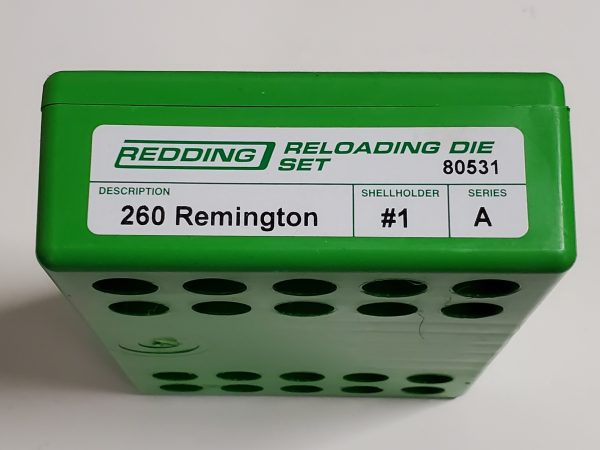 REDDING RELOADING DIE
SET 80531
DESCRIPTION SHELLHOLDER SERIES
260 Remington #1 A